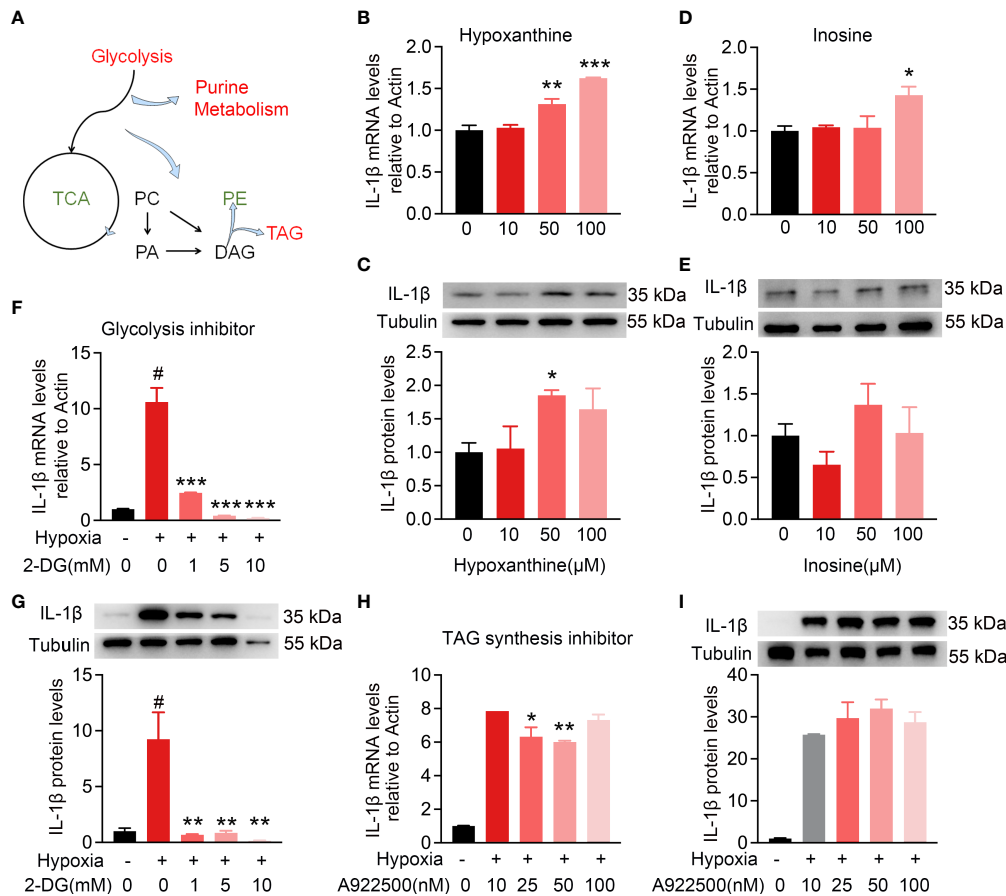 A
Glycolysis
Purine
Metabolism
TCA
PC
PE
TAG
PA
DAG
B
Hypoxanthine
IL-1β mRNA levels
relative to Actin
2.0
1.5
1.0
0.5
0.0
** ***
0 10 50 100
D
Inosine
IL-1β mRNA levels
relative to Actin
2.0
1.5
1.0
0.5
0.0
*
0 10 50 100
C
IL-1β 35 kDa
Tubulin 55 kDa
IL-1β protein levels
2.5
2.0
1.5
1.0
0.5
0.0
*
0 10 50 100
Hypoxanthine(μM)
E
IL-1β 35 kDa
Tubulin 55 kDa
IL-1β protein levels
2.0
1.5
1.0
0.5
0.0
0 10 50 100
Inosine(μM)
F
Glycolysis inhibitor
IL-1β mRNA levels
relative to Actin
15
10
5
0
# *** *** ***
Hypoxia - + + + +
2-DG(mM) 0 0 1 5 10
G
IL-1β 35 kDa
Tubulin 55 kDa
IL-1β protein levels
15
10
5
0
# ** ** **
Hypoxia - + + + +
2-DG(mM) 0 0 1 5 10
H
TAG synthesis inhibitor
IL-1β mRNA levels
relative to Actin
8
6
4
2
0
* **
Hypoxia - + + + +
A922500(nM) 0 10 25 50 100
I
IL-1β 35 kDa
Tubulin 55 kDa
IL-1β protein levels
40
30
20
10
0
Hypoxia - + + + +
A922500(nM) 0 10 25 50 100